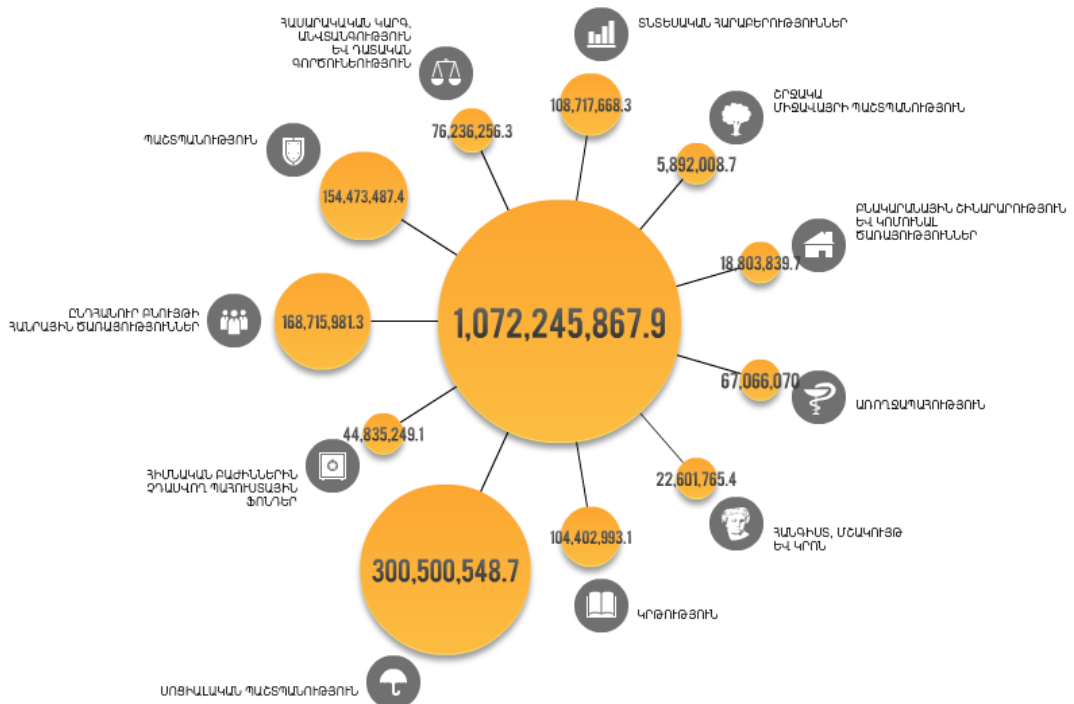 ՀԱՍԱՐԱԿԱԿԱՆ ԿԱՐԳ,
ԱՆՎՏԱՆԳՈՒԹՅՈՒՆ
ԵՎ ԴԱՏԱԿԱՆ
ԳՈՐԾՈՒՆԵՈՒԹՅՈՒՆ
76,236,256.3
ՏՆՏԵՍԱԿԱՆ ՀԱՐԱԲԵՐՈՒԹՅՈՒՆՆԵՐ
108,717,668.3
ՇՐՋԱԿԱ
ՄԻՋԱՎԱՅՐԻ ՊԱՇՏՊԱՆՈՒԹՅՈՒՆ
5,892,008.7
ՊԱՇՏՊԱՆՈՒԹՅՈՒՆ
154,473,487.4
ԲՆԱԿԱՐԱՆԱՅԻՆ ՇԻՆԱՐԱՐՈՒԹՅՈՒՆ
ԵՎ ԿՈՄՈՒՆԱԼ
ԾԱՌԱՅՈՒԹՅՈՒՆՆԵՐ
18,803,839.7
ԸՆԴՀԱՆՈՒՐ ԲՆՈՒՅԹԻ
ՀԱՆՐԱՅԻՆ ԾԱՌԱՅՈՒԹՅՈՒՆՆԵՐ
168,715,981.3
1,072,245,867.9
67,066,070
ԱՌՈՂՋԱՊԱՀՈՒԹՅՈՒՆ
44,835,249.1
ՀԻՄՆԱԿԱՆ ԲԱԺԻՆՆԵՐԻՆ
ՉԴԱՍՎՈՂ ՊԱՀՈՒՍՏԱՅԻՆ
ՖՈՆԴԵՐ
22,601,765.4
ՀԱՆԳԻՍՏ, ՄՇԱԿՈՒՅԹ
ԵՎ ԿՐՈՆ
104,402,993.1
ԿՐԹՈՒԹՅՈՒՆ
300,500,548.7
ՍՈՑԻԱԼԱԿԱՆ ՊԱՇՏՊԱՆՈՒԹՅՈՒՆ